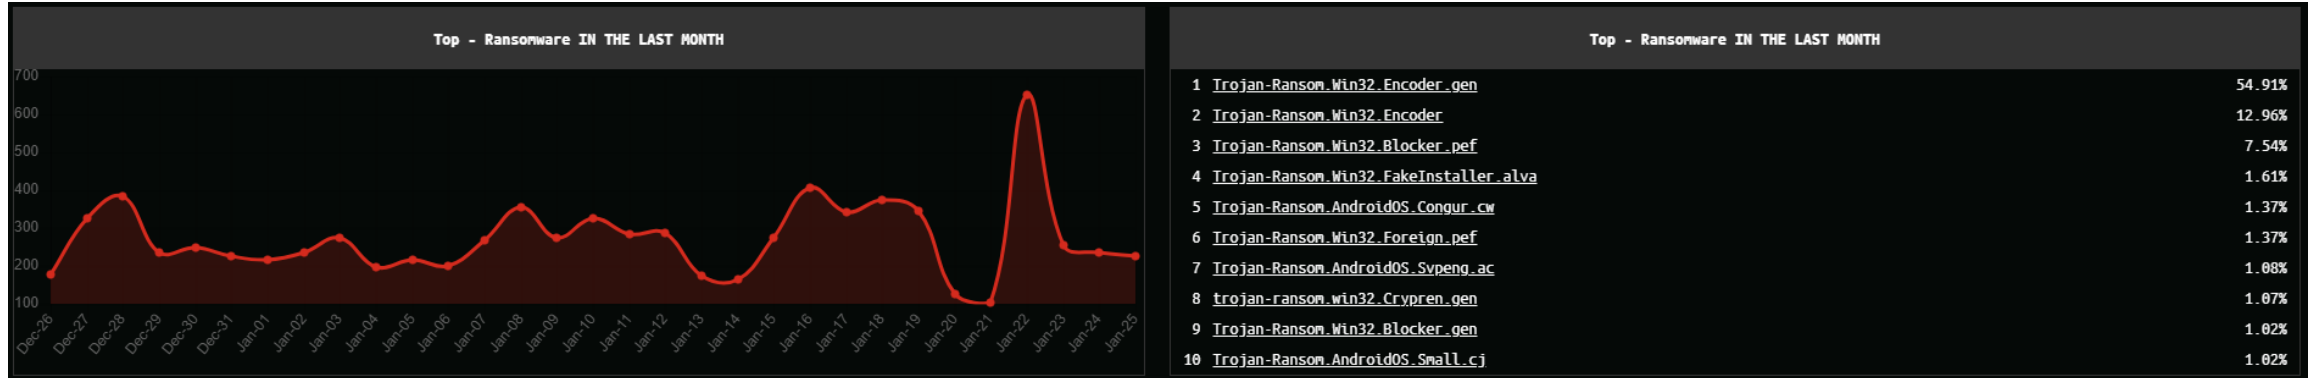 Top - Ransomware IN THE LAST MONTH
700
600
500
400
300
200
100
Dec-26
Dec-27
Dec-28
Dec-29
Dec-30
Dec-31
Jan-01
Jan-02
Jan-03
Jan-04
Jan-05
Jan-06
Jan-07
Jan-08
Jan-09
Jan-10
Jan-11
Jan-12
Jan-13
Jan-14
Jan-15
Jan-16
Jan-17
Jan-18
Jan-19
Jan-20
Jan-21
Jan-22
Jan-23
Jan-24
Jan-25
Top - Ransomware IN THE LAST MONTH
1 Trojan-Ransom.Win32.Encoder.gen 54.91%
2 Trojan-Ransom.Win32.Encoder 12.96%
3 Trojan-Ransom.Win32.Blocker.pef 7.54%
4 Trojan-Ransom.Win32.FakeInstaller.alva 1.61%
5 Trojan-Ransom.AndroidOS.Congur.cw 1.37%
6 Trojan-Ransom.Win32.Foreign.pef 1.37%
7 Trojan-Ransom.AndroidOS.Svpeng.ac 1.08%
8 trojan-ransom.win32.Crypren.gen 1.07%
9 Trojan-Ransom.Win32.Blocker.gen 1.02%
10 Trojan-Ransom.AndroidOS.Small.cj 1.02%